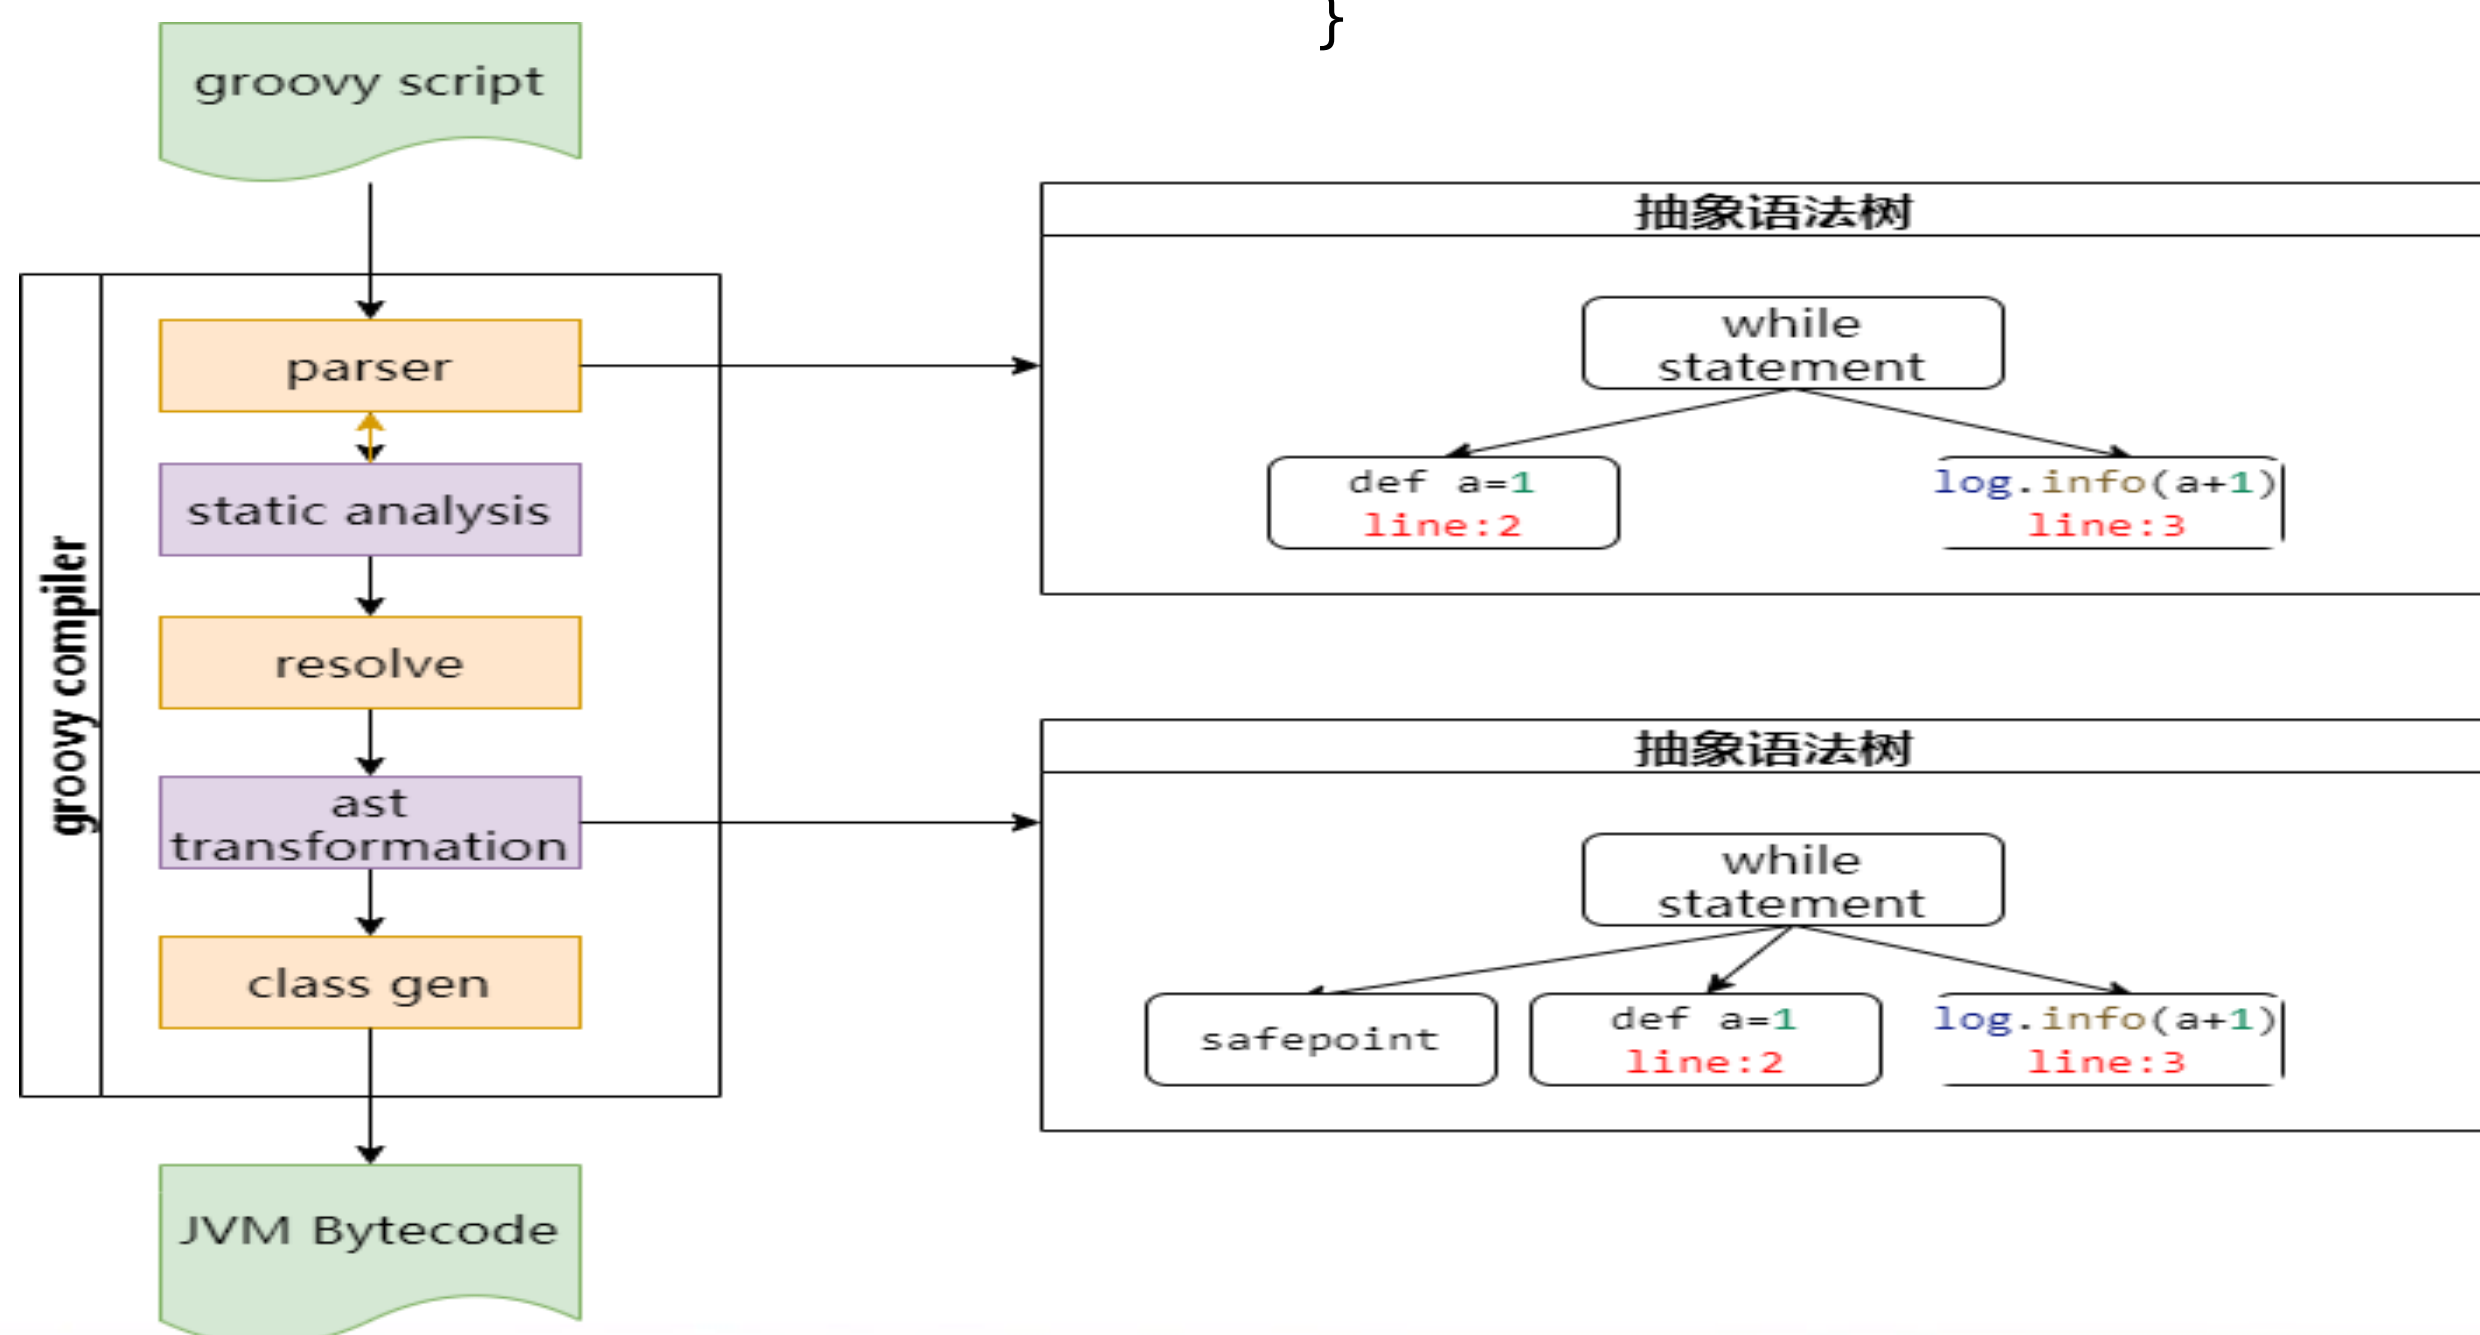 }
groovy script
groovy compiler
parser
static analysis
resolve
ast
transformation
class gen
JVM Bytecode
抽象语法树
while
statement
def a=1
line:2
log.info(a+1)
line:3
抽象语法树
while
statement
safepoint
def a=1
line:2
log.info(a+1)
line:3